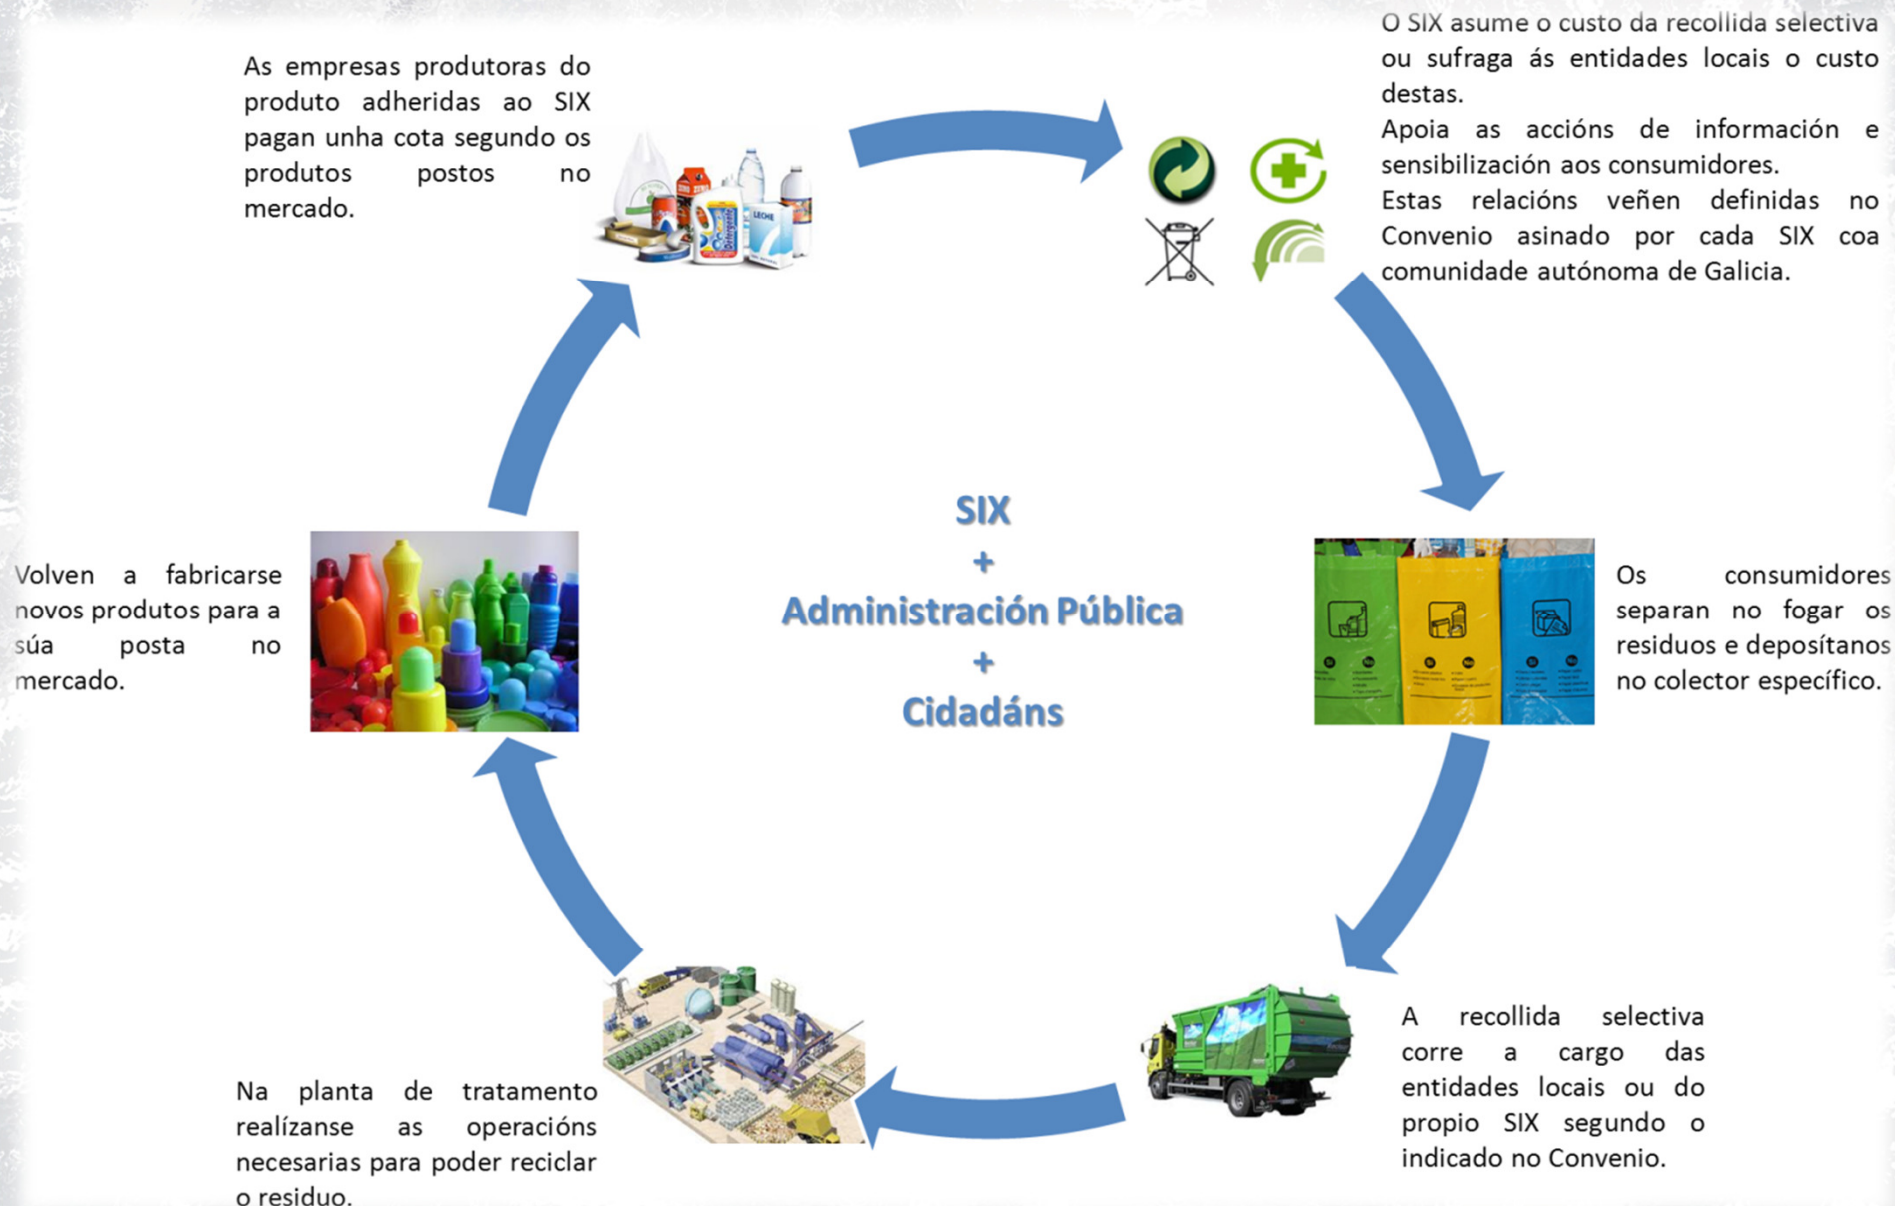 As empresas produtoras do
produto adheridas ao SIX
pagan unha cota segundo os
produtos postos no
mercado.
O SIX asume o custo da recollida selectiva
ou sufraga ás entidades locais o custo
destas.
Apoia as accións de información e
sensibilización aos consumidores.
Estas relacións veñen definidas no
Convenio asinado por cada SIX coa
comunidade autónoma de Galicia.
LECHE
SIX
+
Administración Pública
+
Cidadáns
Os consumidores
separan no fogar os
residuos e deposítanos
no colector específico.
A recollida selectiva
corre a cargo das
entidades locais ou do
propio SIX segundo o
indicado no Convenio.
Na planta de tratamento
realízanse as operacións
necesarias para poder reciclar
o residuo.
Volven a fabricarse
novos produtos para a
súa posta no
mercado.